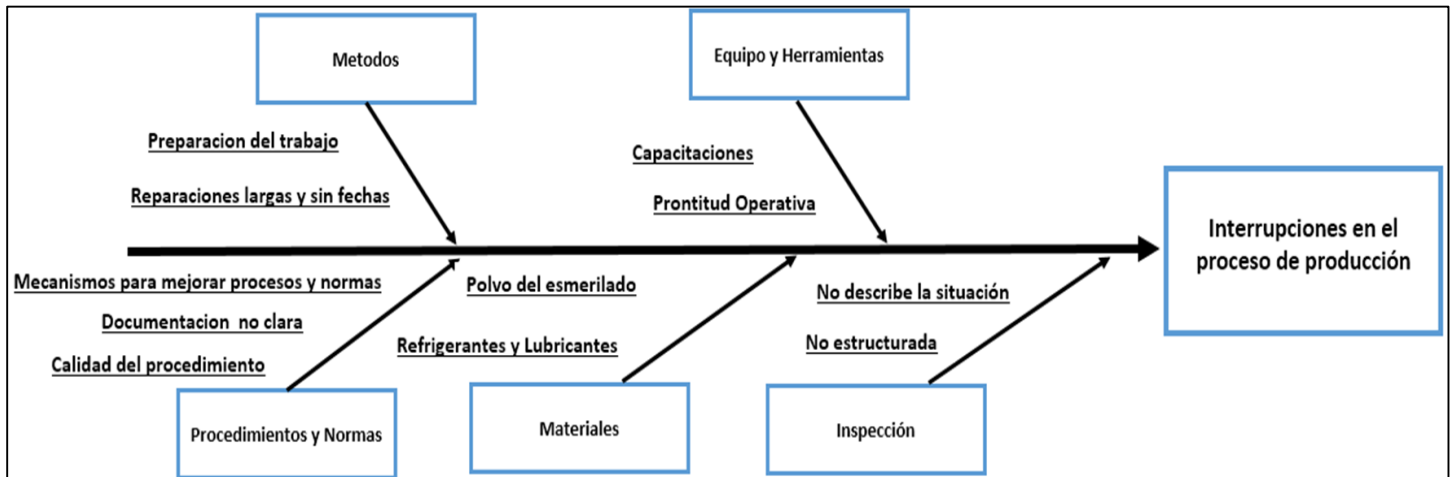 Metodos
Equipo y Herramientas
Preparacion del trabajo
Capacitaciones
Reparaciones largas y sin fechas
Prontitud Operativa
Interrupciones en el
proceso de producción
Mecanismos para mejorar procesos y normas
Polvo del esmerilado
No describe la situación
Documentacion no clara
Refrigerantes y Lubricantes
No estructurada
Calidad del procedimiento
Procedimientos y Normas
Materiales
Inspección